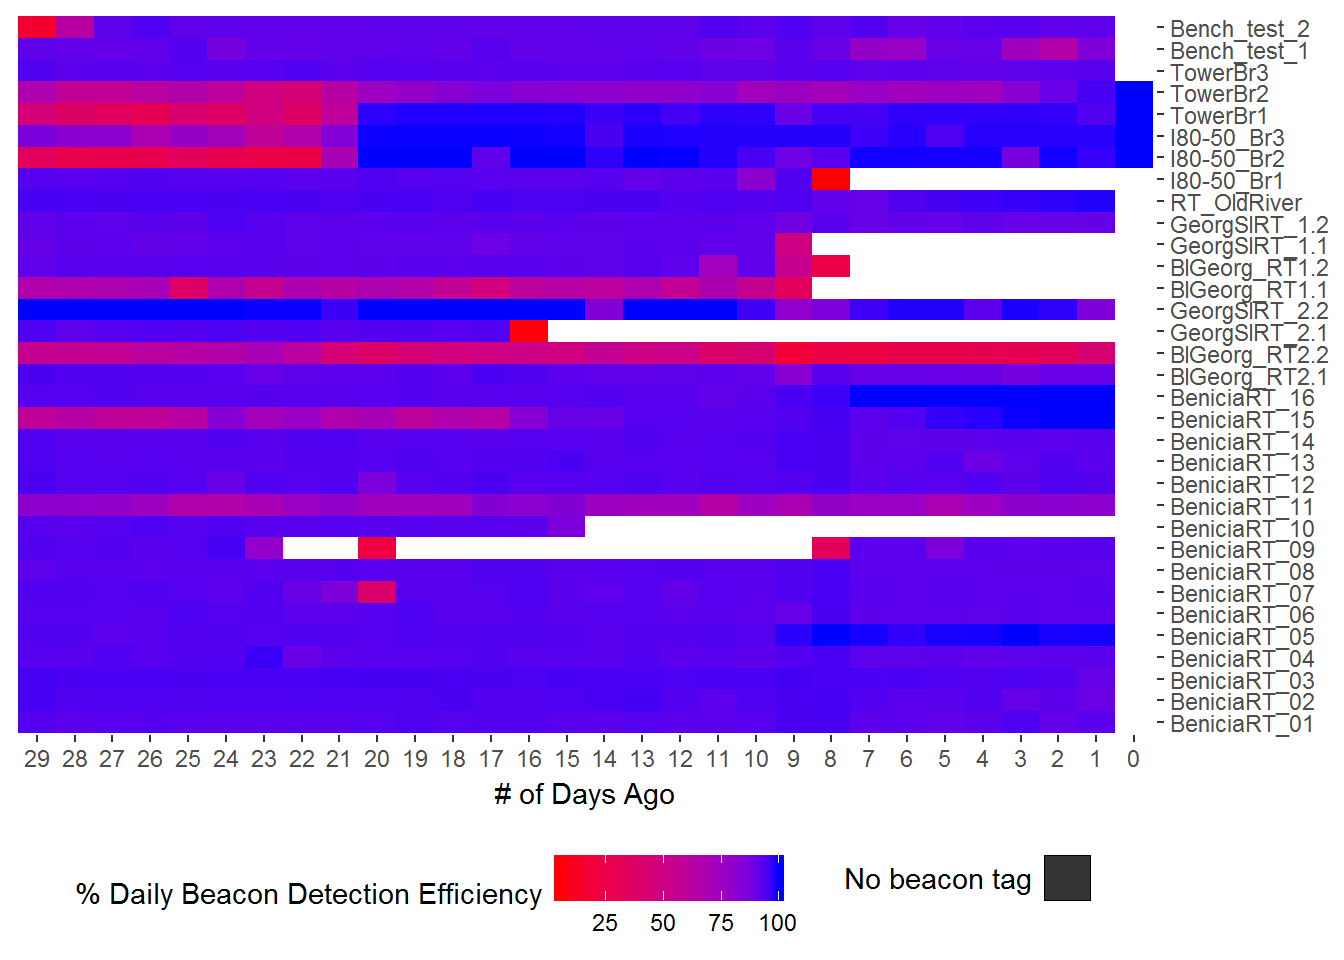 Bench_test_2
Bench_test_1
TowerBr3
TowerBr2
TowerBr1
I80-50_Br3
I80-50_Br2
I80-50_Br1
RT_OldRiver
GeorgSlRT_1.2
GeorgSlRT_1.1
BlGeorg_RT1.2
BlGeorg_RT1.1
GeorgSlRT_2.2
GeorgSlRT_2.1
BlGeorg_RT2.2
BlGeorg_RT2.1
BeniciaRT_16
BeniciaRT_15
BeniciaRT_14
BeniciaRT_13
BeniciaRT_12
BeniciaRT_11
BeniciaRT_10
BeniciaRT_09
BeniciaRT_08
BeniciaRT_07
BeniciaRT_06
BeniciaRT_05
BeniciaRT_04
BeniciaRT_03
BeniciaRT_02
BeniciaRT_01
29 28 27 26 25 24 23 22 21 20 19 18 17 16 15 14 13 12 11 10 9 8 7 6 5 4 3 2 1 0
# of Days Ago
% Daily Beacon Detection Efficiency
25 50 75 100
No beacon tag